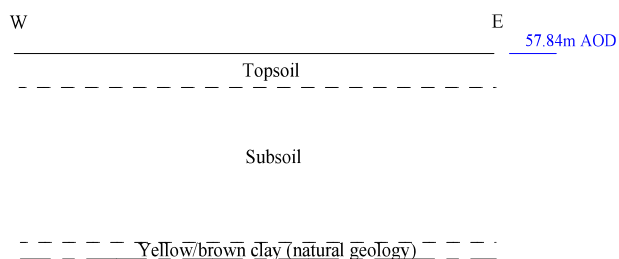 W E
57.84m AOD
Topsoil
Subsoil
Yellow/brown clay (natural geology)